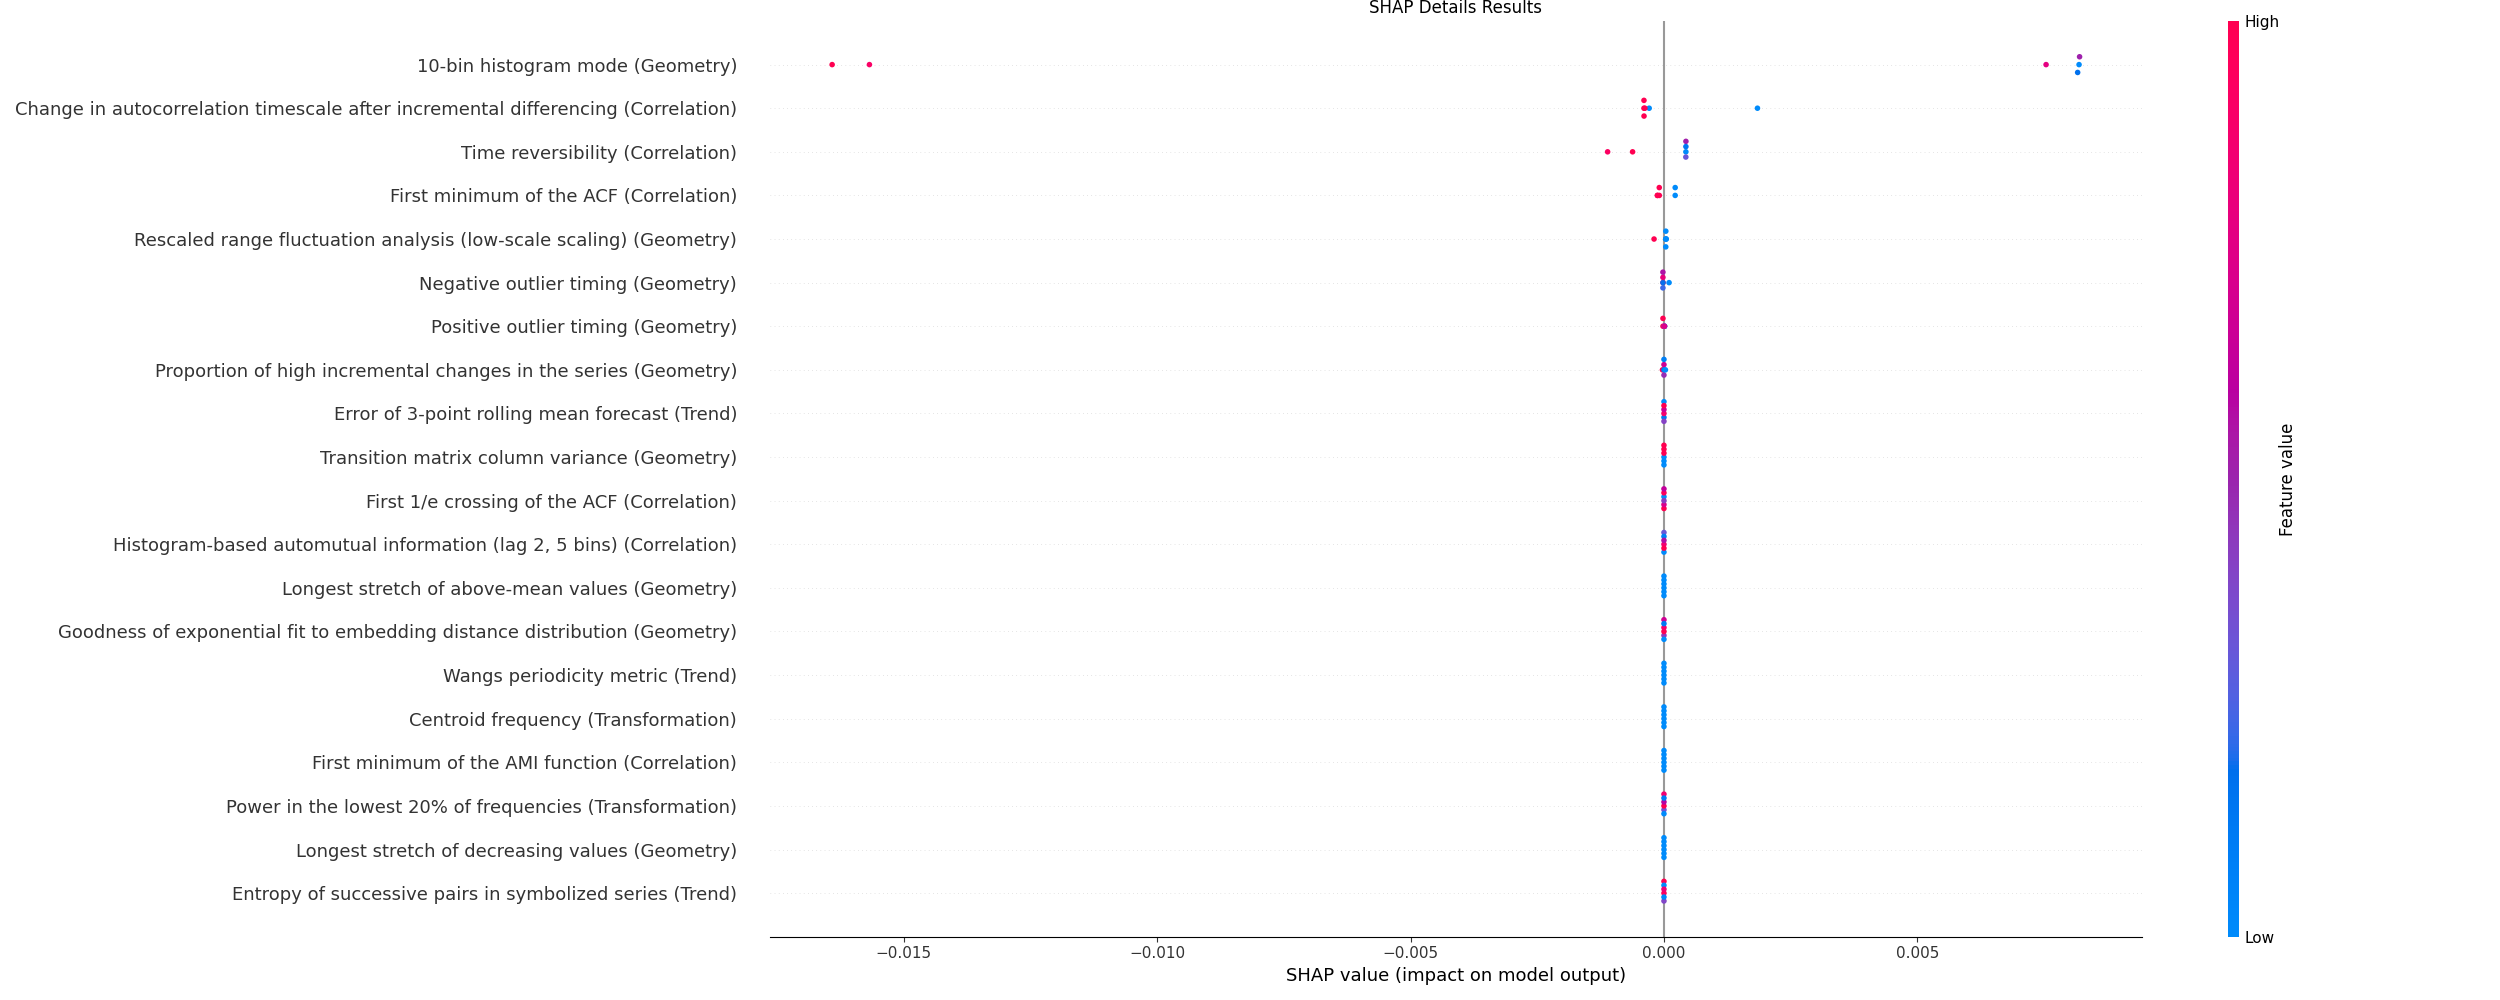 SHAP Details Results
High
10-bin histogram mode (Geometry)
Change in autocorrelation timescale after incremental differencing (Correlation)
Time reversibility (Correlation)
First minimum of the ACF (Correlation)
Rescaled range fluctuation analysis (low-scale scaling) (Geometry)
Negative outlier timing (Geometry)
Positive outlier timing (Geometry)
Proportion of high incremental changes in the series (Geometry)
Error of 3-point rolling mean forecast (Trend)
Transition matrix column variance (Geometry)
First 1/e crossing of the ACF (Correlation)
Histogram-based automutual information (lag 2, 5 bins) (Correlation)
Longest stretch of above-mean values (Geometry)
Goodness of exponential fit to embedding distance distribution (Geometry)
Wangs periodicity metric (Trend)
Centroid frequency (Transformation)
First minimum of the AMI function (Correlation)
Power in the lowest 20% of frequencies (Transformation)
Longest stretch of decreasing values (Geometry)
Entropy of successive pairs in symbolized series (Trend)
Feature value
Low
−0.015 −0.010 −0.005 0.000 0.005
SHAP value (impact on model output)